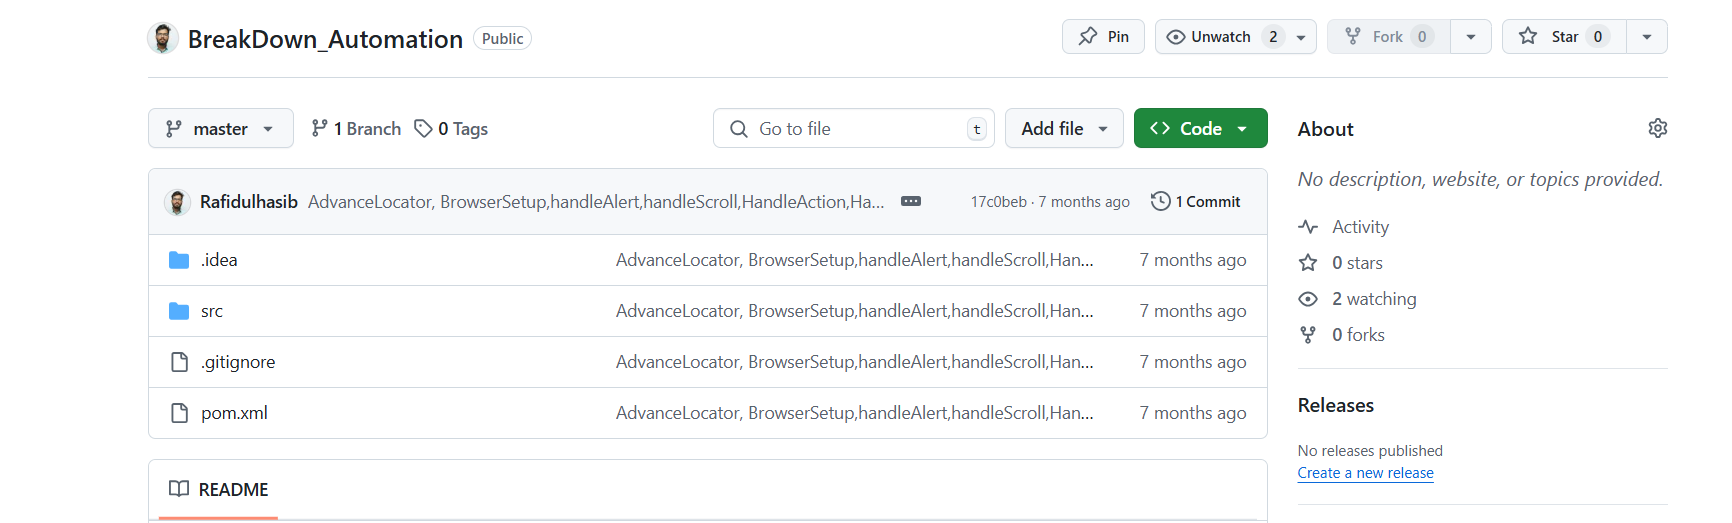 BreakDown_Automation Public
Pin
Unwatch 2
Fork 0
Star 0
master
1 Branch
0 Tags
Go to file t
Add file
Code
Rafidulhasib AdvanceLocator, BrowserSetup,handleAlert,handleScroll,HandleAction,Ha... 17c0beb · 7 months ago 1 Commit
.idea AdvanceLocator, BrowserSetup,handleAlert,handleScroll,Han... 7 months ago
src AdvanceLocator, BrowserSetup,handleAlert,handleScroll,Han... 7 months ago
.gitignore AdvanceLocator, BrowserSetup,handleAlert,handleScroll,Han... 7 months ago
pom.xml AdvanceLocator, BrowserSetup,handleAlert,handleScroll,Han... 7 months ago
README
About
No description, website, or topics provided.
Activity
0 stars
2 watching
0 forks
Releases
No releases published
Create a new release